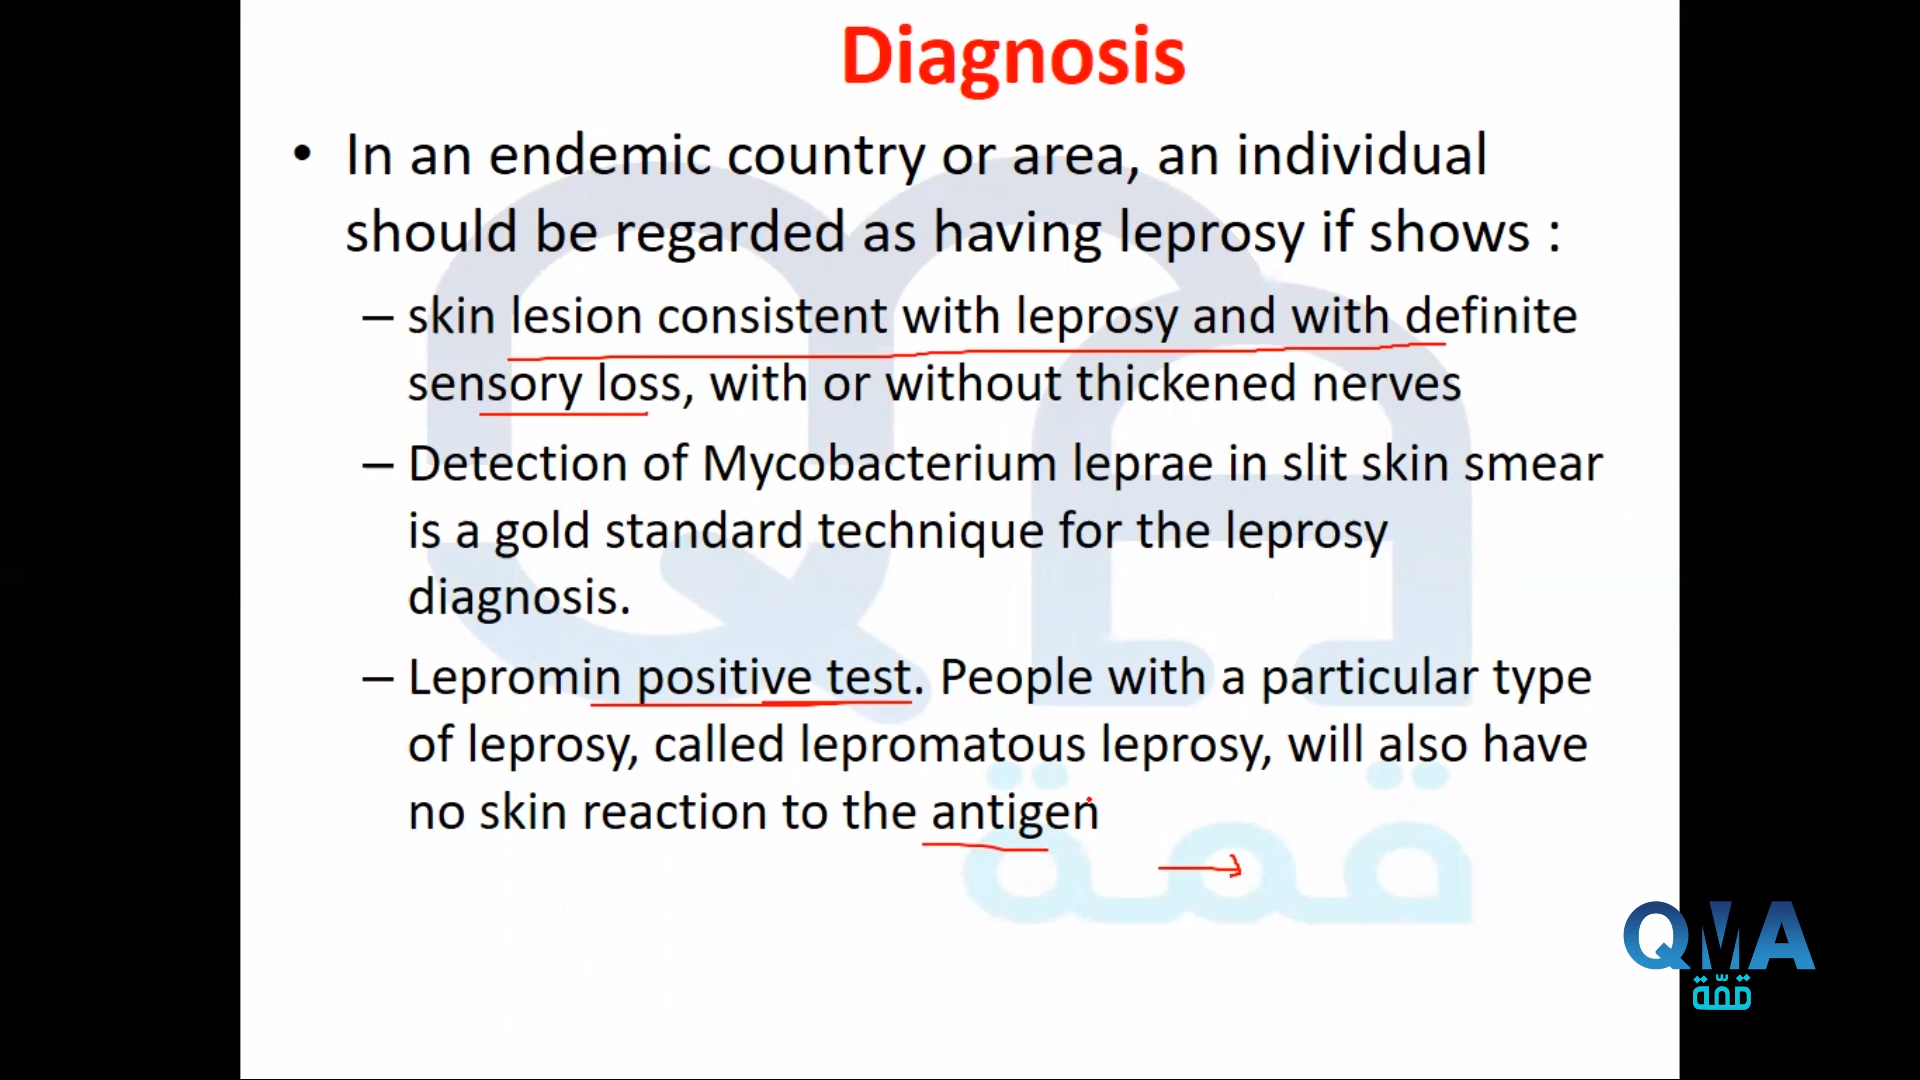 Diagnosis
• In an endemic country or area, an individual
should be regarded as having leprosy if shows :
– skin lesion consistent with leprosy and with definite
sensory loss, with or without thickened nerves
– Detection of Mycobacterium leprae in slit skin smear
is a gold standard technique for the leprosy
diagnosis.
– Lepromin positive test. People with a particular type
of leprosy, called lepromatous leprosy, will also have
no skin reaction to the antigen
قمة
QMA
قمّة